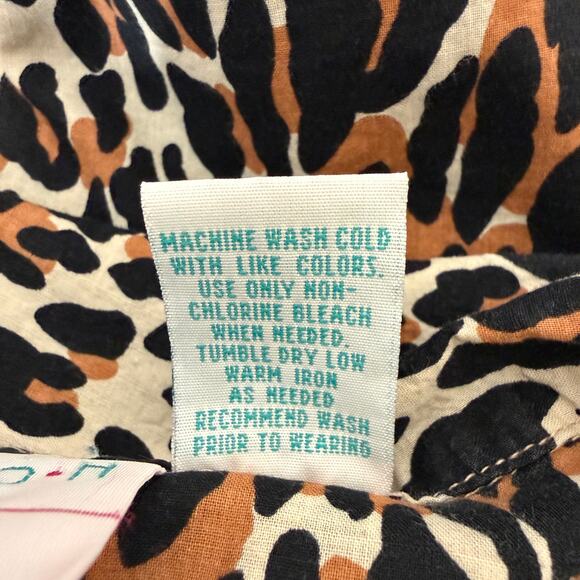 MACHINE WASH COLD
WITH LIKE COLORS.
USE ONLY NON-
CHLORINE BLEACH
WHEN NEEDED.
TUMBLE DRY LOW
WARM IRON
AS NEEDED
RECOMMEND WASH
PRIOR TO WEARING